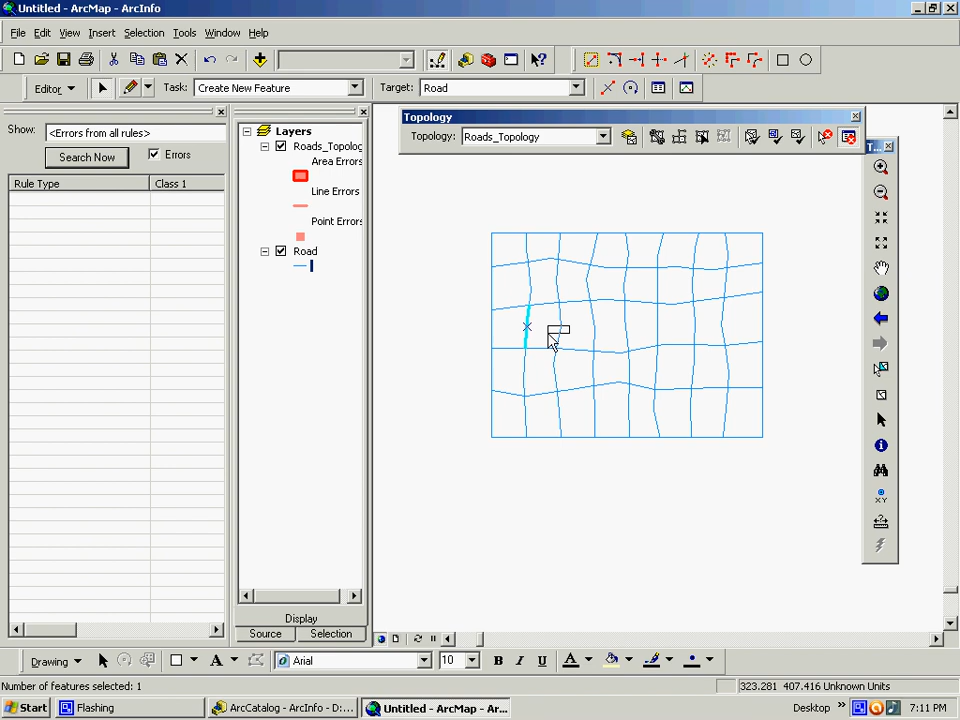 Untitled - ArcMap - ArcInfo
File Edit View Insert Selection Tools Window Help
Editor Task: Create New Feature Target: Road
Show: <Errors from all rules>
Search Now Errors
Rule Type Class 1
Layers
Roads_Topolog
Area Errors
Line Errors
Point Errors
Road
Display
Source Selection
Topology
Topology: Roads_Topology
T...
XY
Drawing A Arial 10 B I U A
Number of features selected: 1 323.281 407.416 Unknown Units
Start Flashing ArcCatalog - ArcInfo - D:... Untitled - ArcMap - Ar... Desktop » 7:11 PM